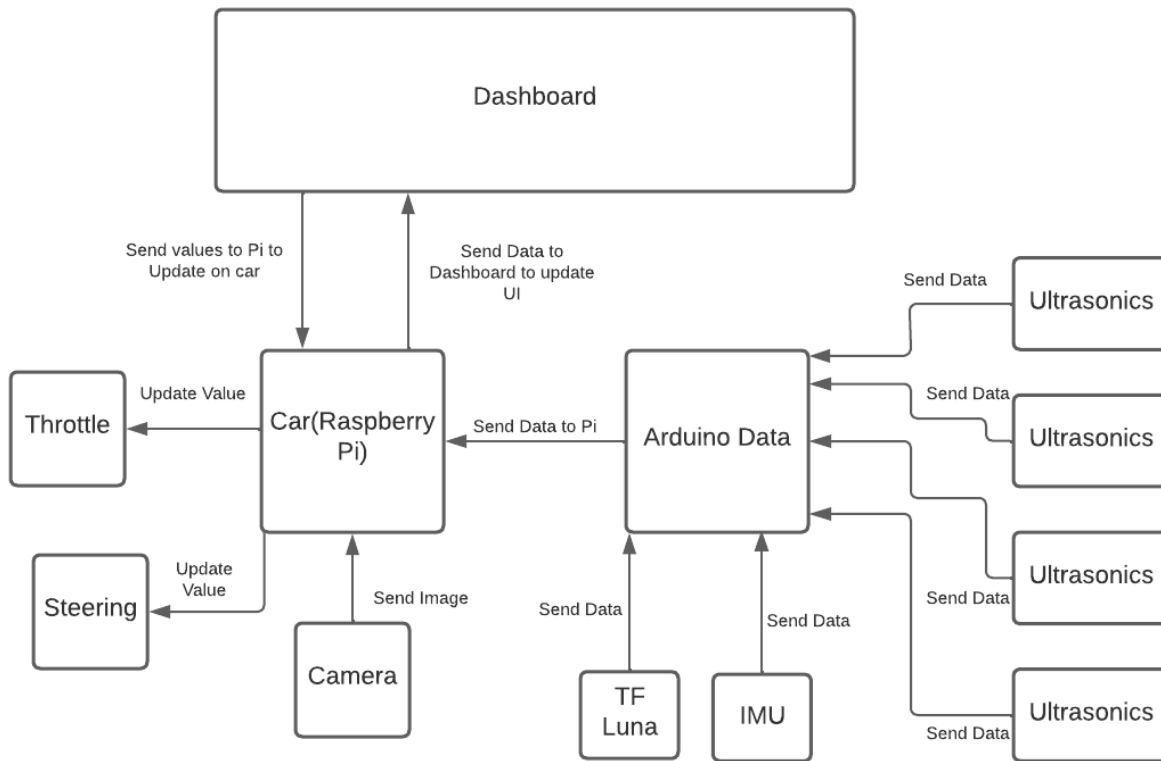 Dashboard
Send values to Pi to
Update on car
Send Data to
Dashboard to update
UI
Send Data
Ultrasonics
Throttle
Update Value
Car(Raspberry
Pi)
Send Data to Pi
Arduino Data
Send Data
Ultrasonics
Steering
Update
Value
Send Image
Camera
Send Data
TF
Luna
Send Data
IMU
Ultrasonics
Send Data
Ultrasonics
Send Data